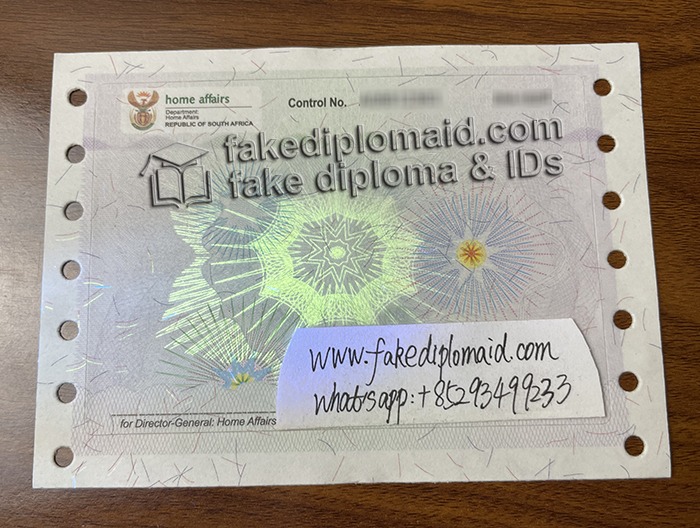 home affairs
Department:
Home Affairs
REPUBLIC OF SOUTH AFRICA
Control No.
fakediplomaid.com
fake diploma & IDs
www.fakediplomaid.com
whatsapp:+85293499233
for Director-General: Home Affairs